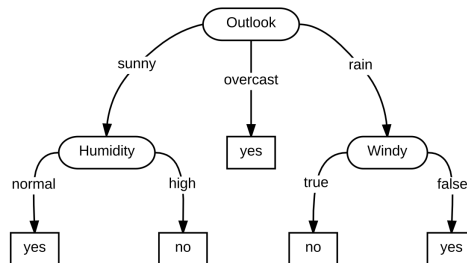 Outlook
sunny
overcast
rain
Humidity
yes
Windy
normal
high
true
false
yes
no
no
yes